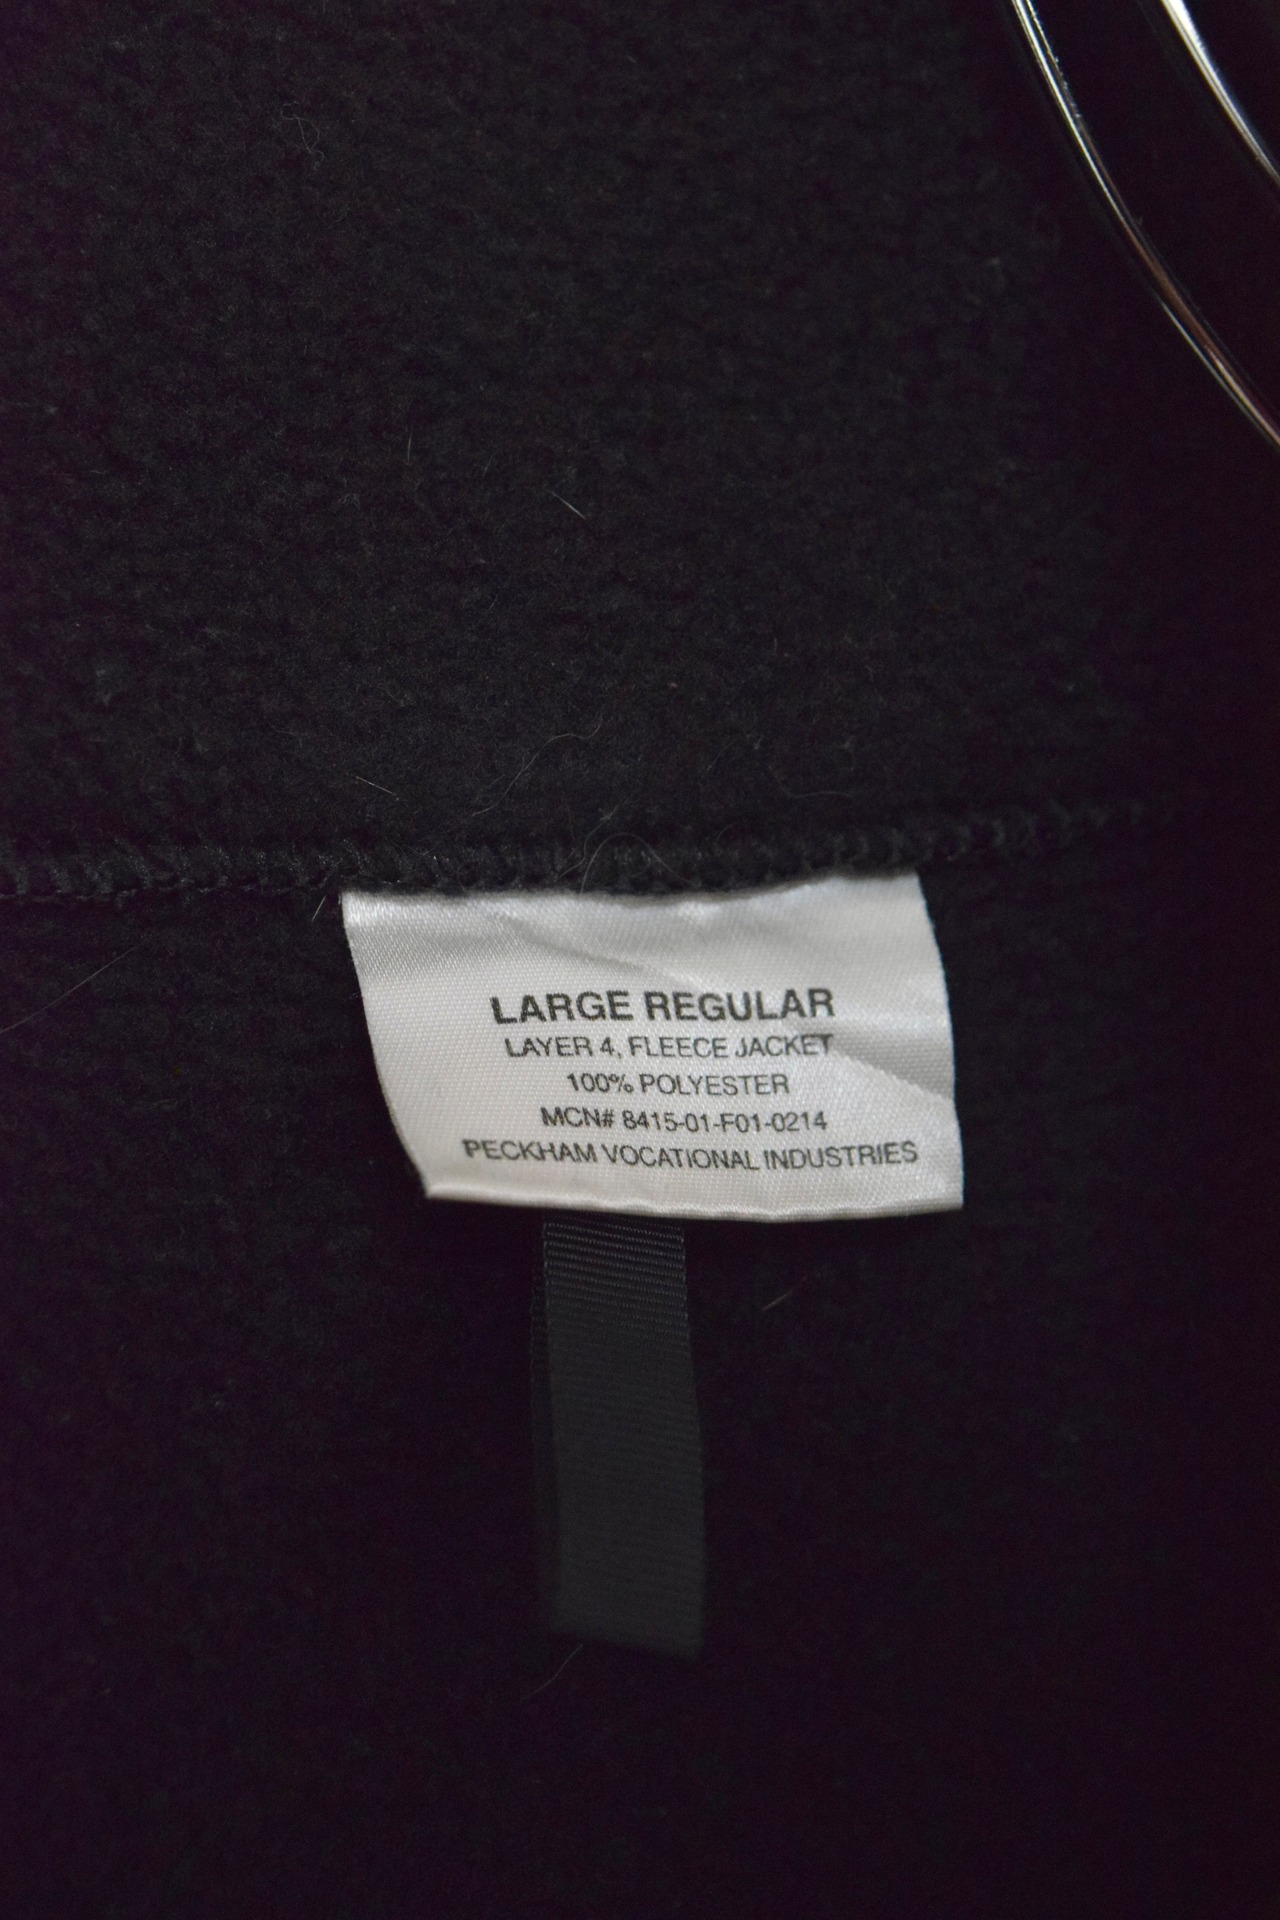 LARGE REGULAR
LAYER 4, FLEECE JACKET
100% POLYESTER
MCN# 8415-01-F01-0214
PECKHAM VOCATIONAL INDUSTRIES